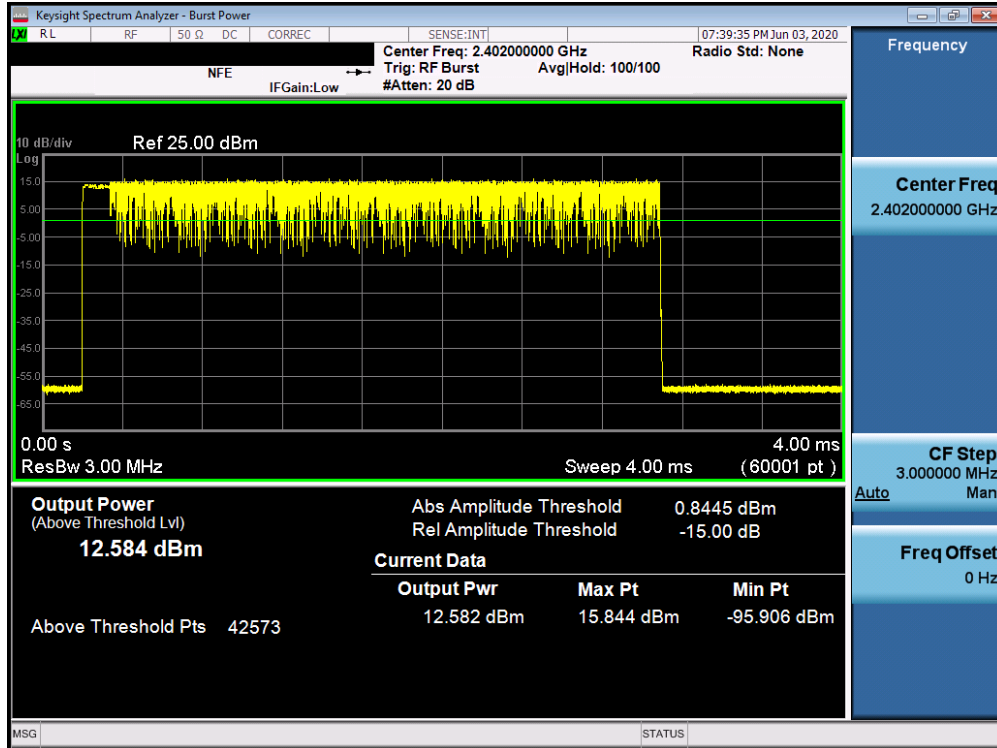 Keysight Spectrum Analyzer - Burst Power
LXI RL RF 50 Ω DC CORREC SENSE:INT 07:39:35 PM Jun 03, 2020
Center Freq: 2.402000000 GHz Radio Std: None
NFE Trig: RF Burst Avg|Hold: 100/100
IFGain:Low #Atten: 20 dB
10 dB/div Ref 25.00 dBm
Log
15.0
5.00
-5.00
-15.0
-25.0
-35.0
-45.0
-55.0
-65.0
0.00 s 4.00 ms
ResBw 3.00 MHz Sweep 4.00 ms (60001 pt)
Output Power
(Above Threshold Lvl)
12.584 dBm
Above Threshold Pts 42573
Abs Amplitude Threshold 0.8445 dBm
Rel Amplitude Threshold -15.00 dB
Current Data
Output Pwr Max Pt Min Pt
12.582 dBm 15.844 dBm -95.906 dBm
Frequency
Center Freq
2.402000000 GHz
CF Step
3.000000 MHz
Auto Man
Freq Offset
0 Hz
MSG STATUS